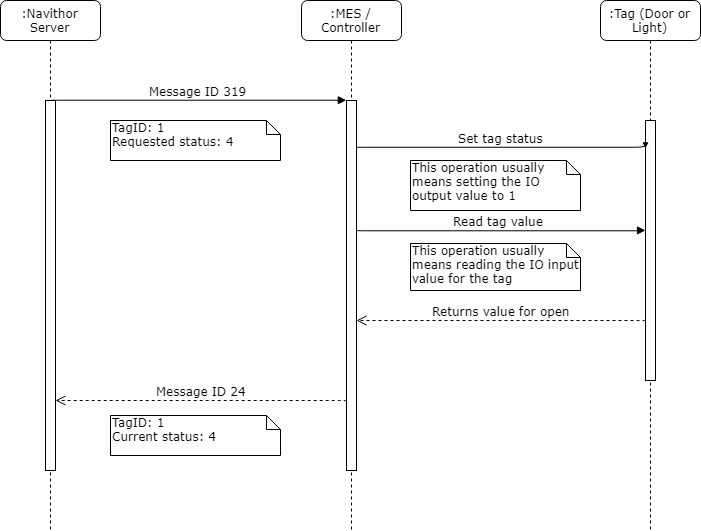 :Navithor
Server
:MES /
Controller
:Tag (Door or
Light)
Message ID 319
TagID: 1
Requested status: 4
Set tag status
This operation usually
means setting the IO
output value to 1
Read tag value
This operation usually
means reading the IO input
value for the tag
Returns value for open
Message ID 24
TagID: 1
Current status: 4